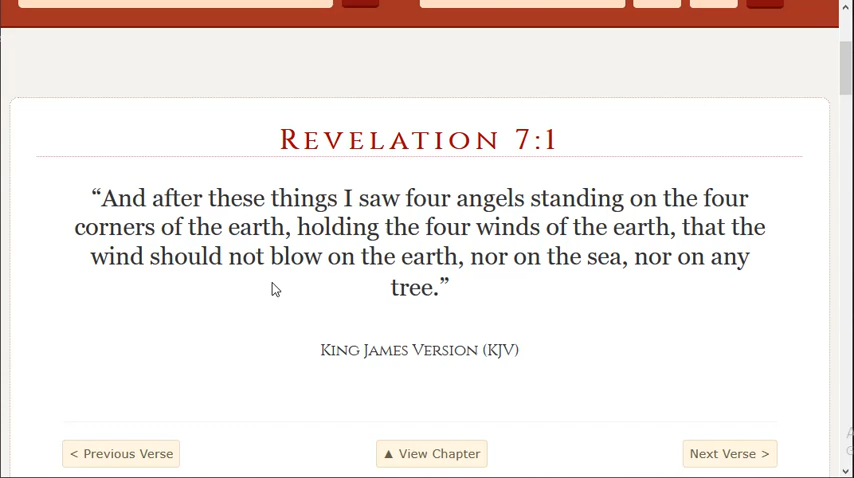 Revelation 7:1
“And after these things I saw four angels standing on the four
corners of the earth, holding the four winds of the earth, that the
wind should not blow on the earth, nor on the sea, nor on any
tree.”
King James Version (KJV)
< Previous Verse
▲ View Chapter
Next Verse >